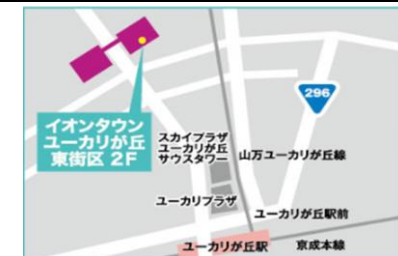 296
イオンタウン
ユーカリが丘
東街区 2F
スカイプラザ
ユーカリが丘
サウスタワー
山万ユーカリが丘線
ユーカリプラザ
ユーカリが丘駅前
ユーカリが丘駅
京成本線